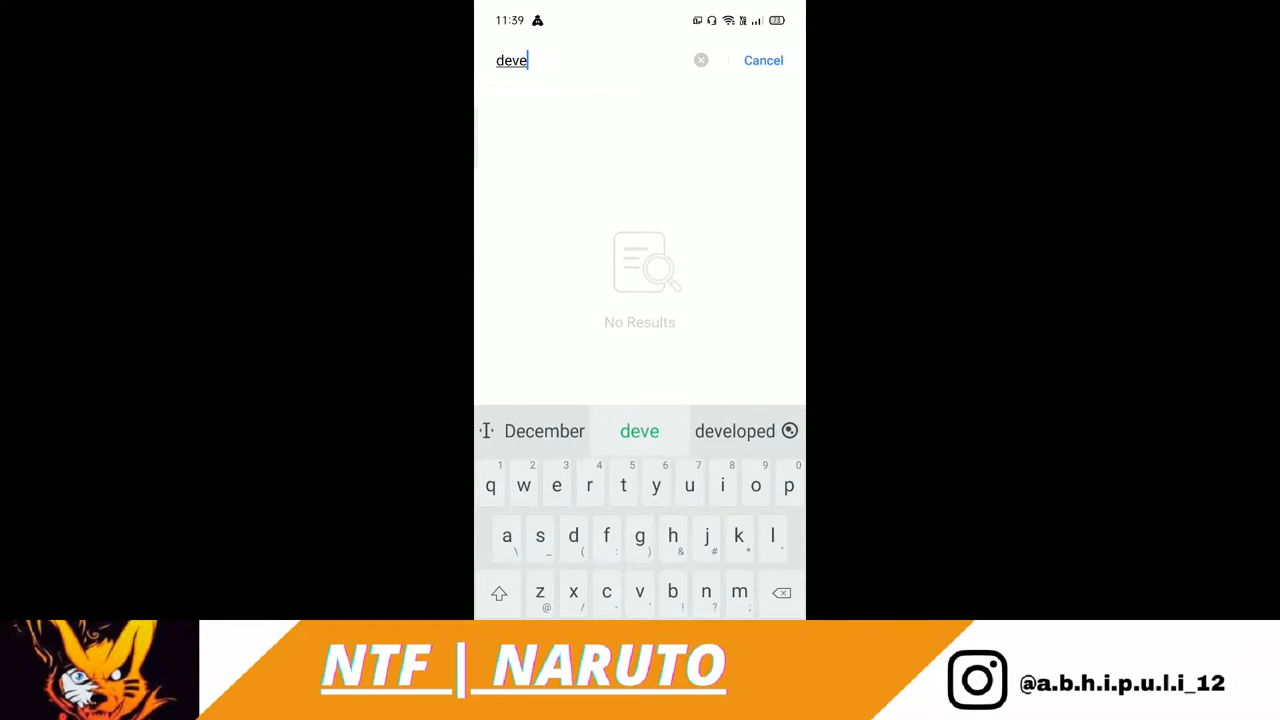 11:39
73
deve
Cancel
No Results
December deve developed
1 2 3 4 5 6 7 8 9 0
q w e r t y u i o p
a s d f g h j k l
\ _ ( : ) & # * "
z x c v b n m
@ / - ' ! ? ;
NTF | NARUTO
@a.b.h.i.p.u.l.i_12